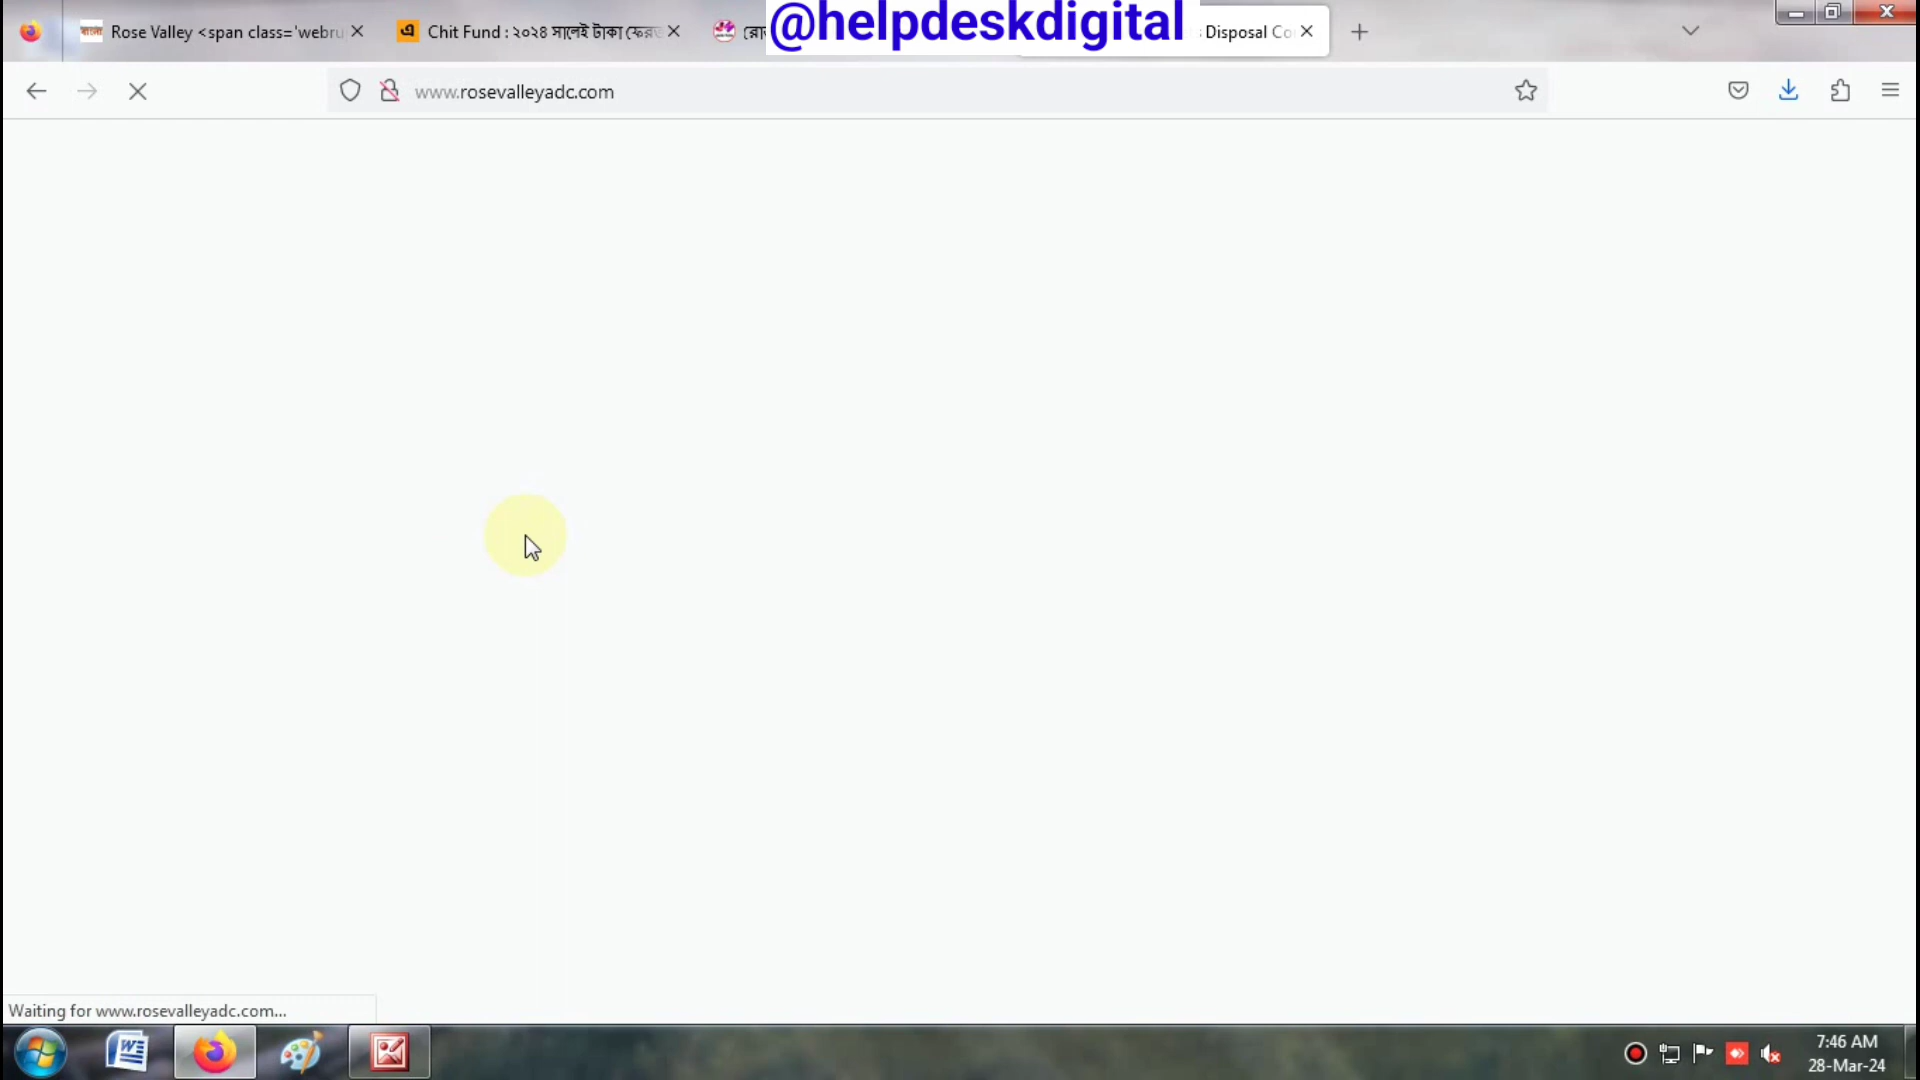 @helpdeskdigital
Rose Valley <span class='webru
Chit Fund : ২০২৪ সালেই টাকা ফেরত
Disposal Co
www.rosevalleyadc.com
Waiting for www.rosevalleyadc.com...
7:46 AM
28-Mar-24